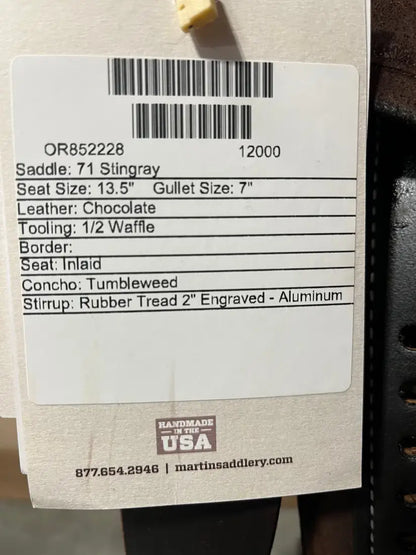 OR852228 12000
Saddle: 71 Stingray
Seat Size: 13.5" Gullet Size: 7"
Leather: Chocolate
Tooling: 1/2 Waffle
Border:
Seat: Inlaid
Concho: Tumbleweed
Stirrup: Rubber Tread 2" Engraved - Aluminum
HANDMADE
IN THE
USA
877.654.2946 | martinsaddlery.com